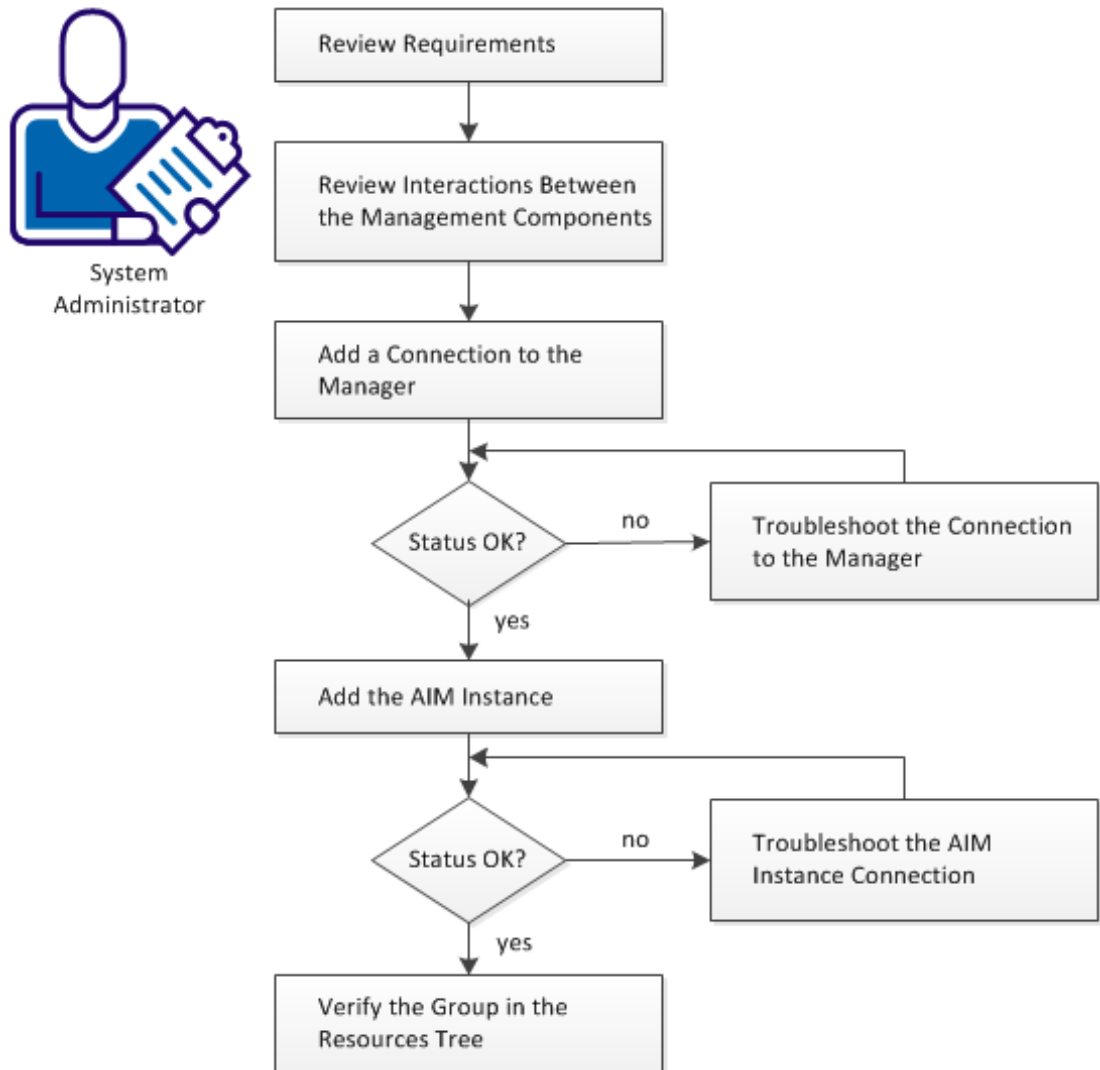 System
Administrator
Review Requirements
Review Interactions Between
the Management Components
Add a Connection to the
Manager
Status OK?
no
Troubleshoot the Connection
to the Manager
yes
Add the AIM Instance
Status OK?
no
Troubleshoot the AIM
Instance Connection
yes
Verify the Group in the
Resources Tree